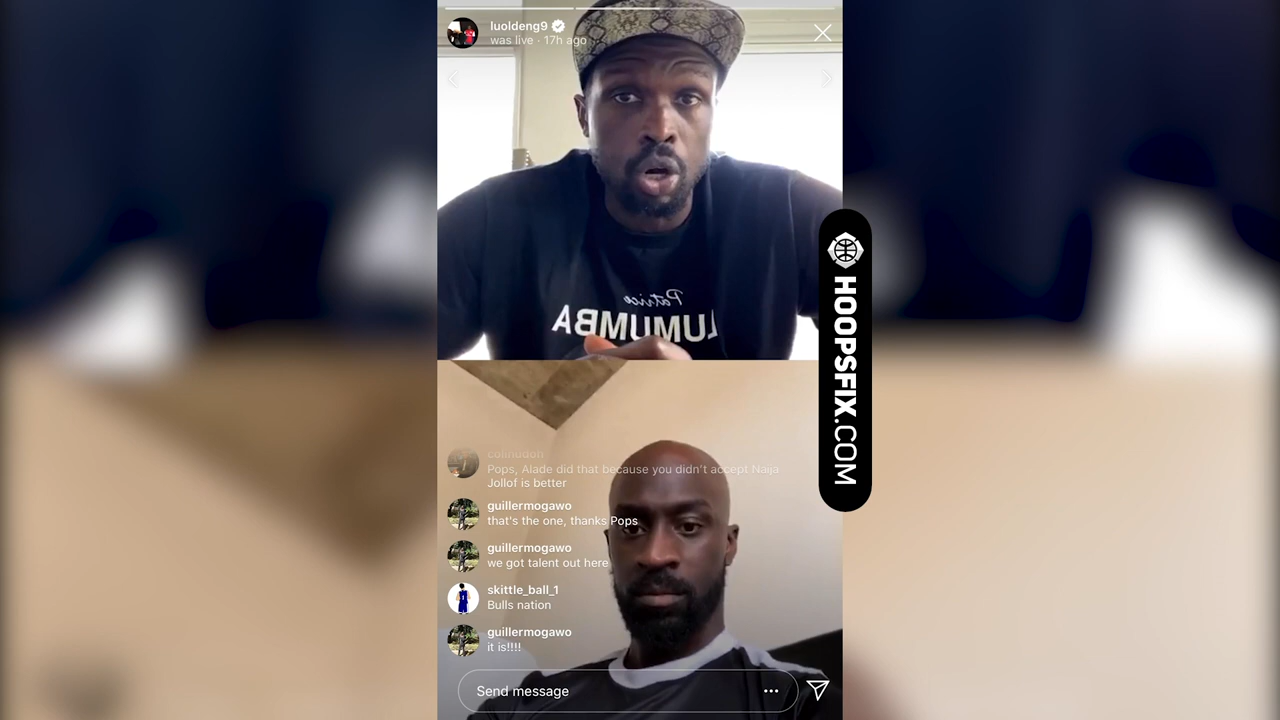 luoldeng9
was live · 17h ago
Patrice
LUMUMBA
HOOPSFIX.COM
colinudoh
Pops, Alade did that because you didn't accept Naija
Jollof is better
guillermogawo
that's the one, thanks Pops
guillermogawo
we got talent out here
skittle_ball_1
Bulls nation
guillermogawo
it is!!!!
Send message